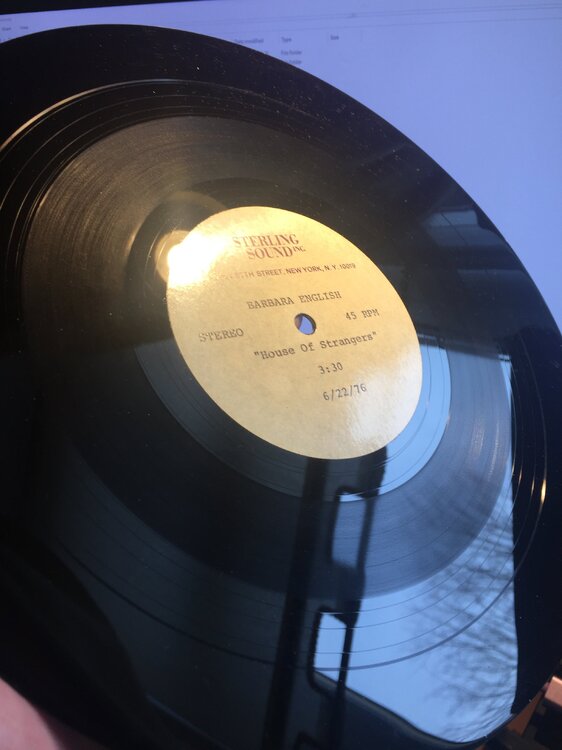 STERLING
SOUND INC.
STREET, NEW YORK, N.Y. 10019
BARBARA ENGLISH
STEREO 45 RPM
"House Of Strangers"
3:30
6/22/76
Type